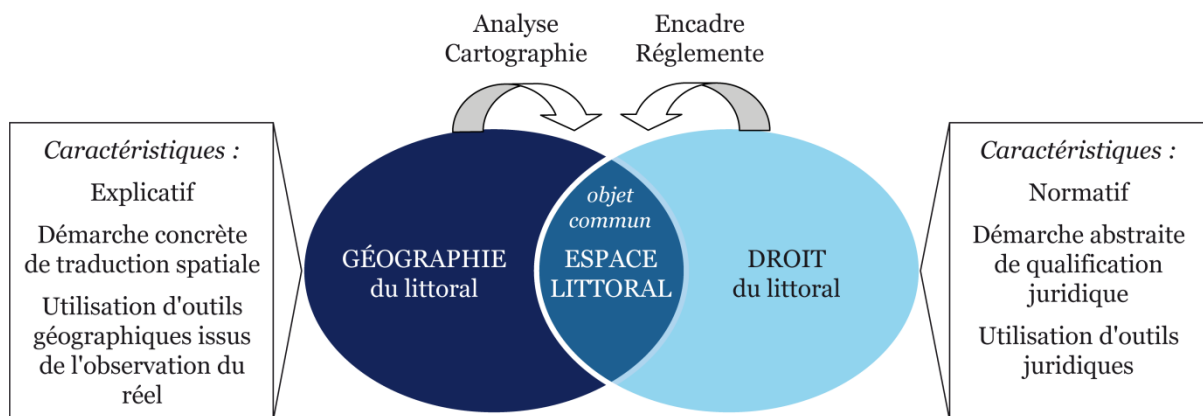 Analyse
Cartographie
Encadre
Réglemente
Caractéristiques :
Explicatif
Démarche concrète
de traduction spatiale
Utilisation d'outils
géographiques issus
de l'observation du
réel
GÉOGRAPHIE
du littoral
objet
commun
ESPACE
LITTORAL
DROIT
du littoral
Caractéristiques :
Normatif
Démarche abstraite
de qualification
juridique
Utilisation d'outils
juridiques